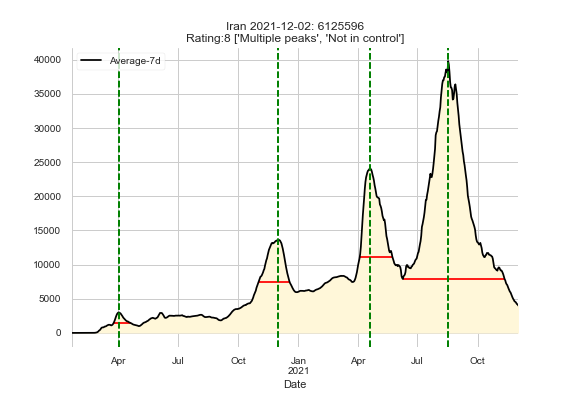 Iran 2021-12-02: 6125596
Rating:8 ['Multiple peaks', 'Not in control']
Average-7d
40000
35000
30000
25000
20000
15000
10000
5000
0
Apr Jul Oct Jan Apr Jul Oct
2021
Date